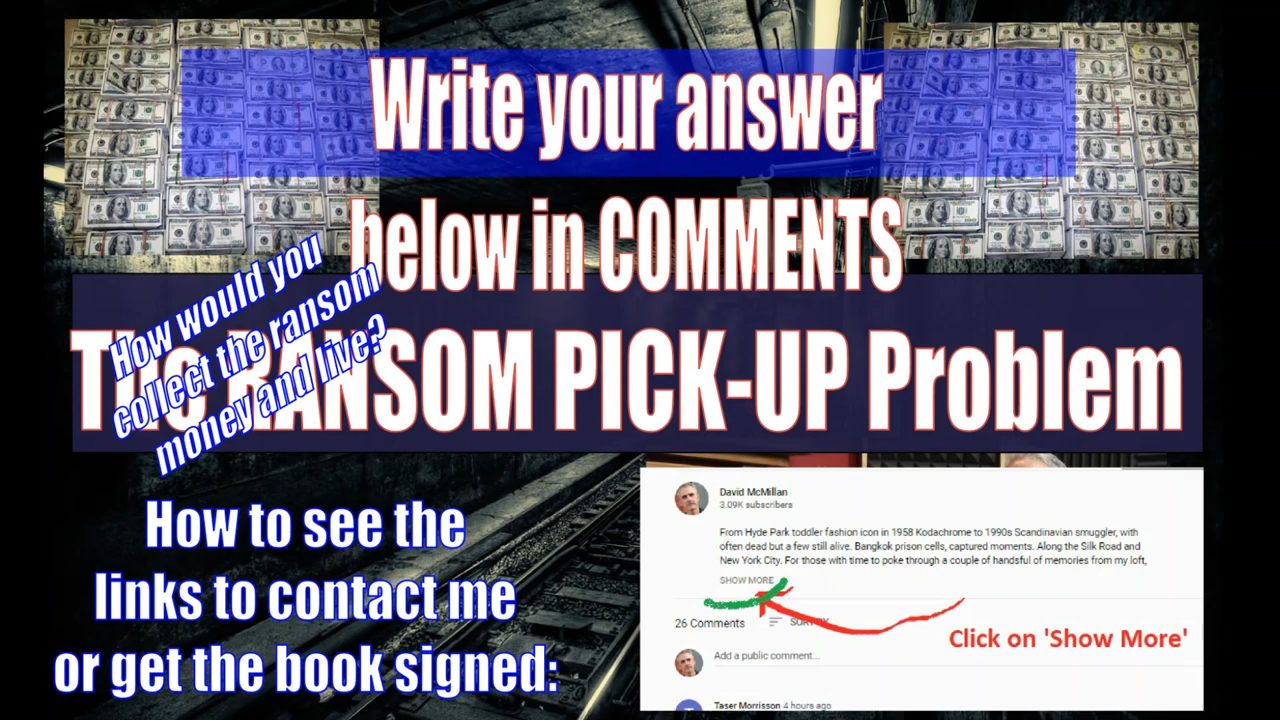 Write your answer
below in COMMENTS
The RANSOM PICK-UP Problem
How would you
collect the ransom
money and live?
How to see the
links to contact me
or get the book signed:
David McMillan
3.09K subscribers
From Hyde Park toddler fashion icon in 1958 Kodachrome to 1990s Scandinavian smuggler, with
often dead but a few still alive. Bangkok prison cells, captured moments. Along the Silk Road and
New York City. For those with time to poke through a couple of handsful of memories from my loft,
SHOW MORE
26 Comments
SORT BY
Click on 'Show More'
Add a public comment...
Taser Morrisson 4 hours ago